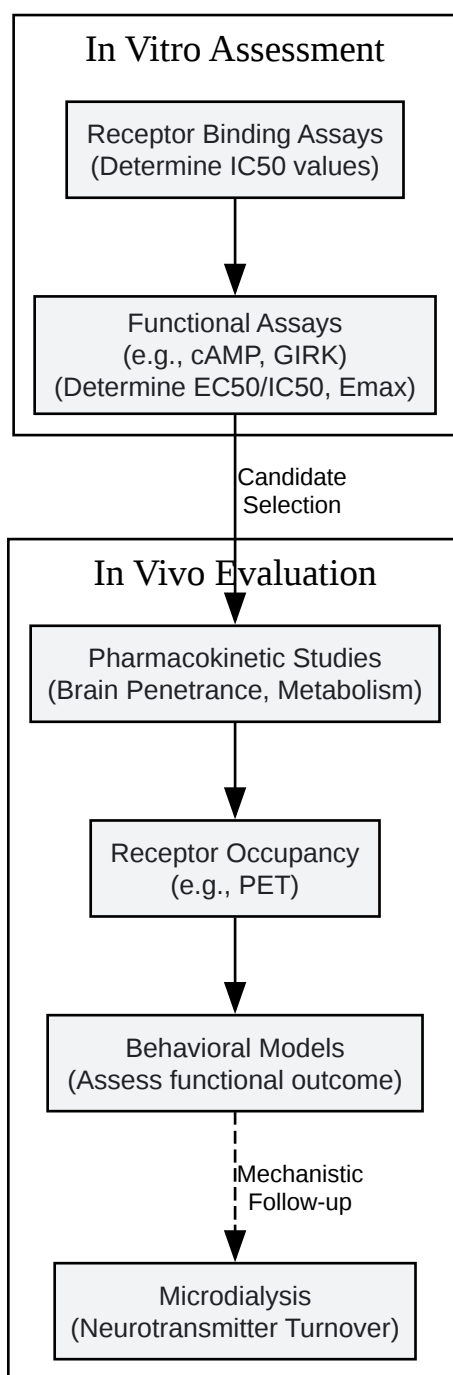 In Vitro Assessment
Receptor Binding Assays
(Determine IC50 values)
Functional Assays
(e.g., cAMP, GIRK)
(Determine EC50/IC50, Emax)
Candidate
Selection
In Vivo Evaluation
Pharmacokinetic Studies
(Brain Penetrance, Metabolism)
Receptor Occupancy
(e.g., PET)
Behavioral Models
(Assess functional outcome)
Mechanistic
Follow-up
Microdialysis
(Neurotransmitter Turnover)